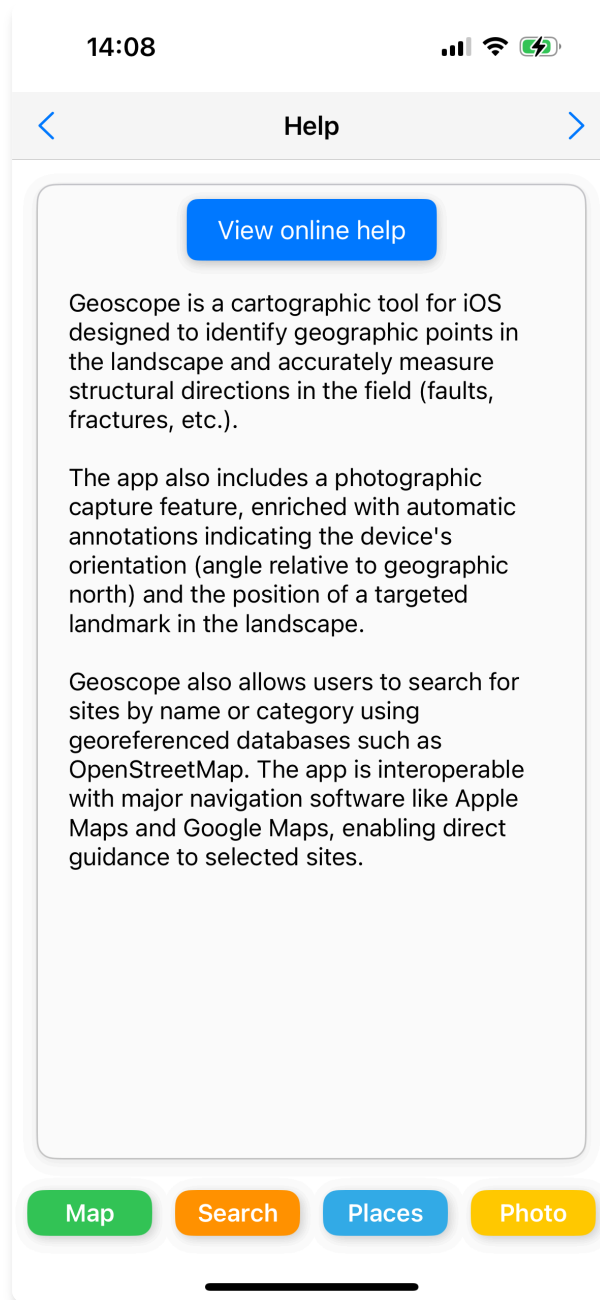 14:08
Help
View online help
Geoscope is a cartographic tool for iOS
designed to identify geographic points in
the landscape and accurately measure
structural directions in the field (faults,
fractures, etc.).
The app also includes a photographic
capture feature, enriched with automatic
annotations indicating the device's
orientation (angle relative to geographic
north) and the position of a targeted
landmark in the landscape.
Geoscope also allows users to search for
sites by name or category using
georeferenced databases such as
OpenStreetMap. The app is interoperable
with major navigation software like Apple
Maps and Google Maps, enabling direct
guidance to selected sites.
Map Search Places Photo